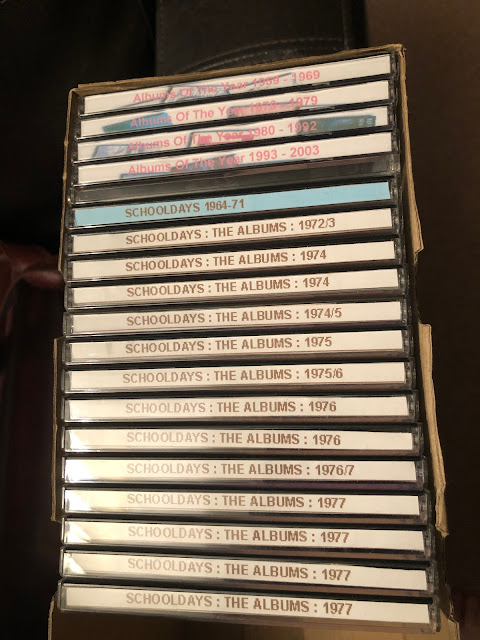 Albums Of The Year 1959 - 1969
Albums Of The Year 1970 - 1979
Albums Of The Year 1980 - 1992
Albums Of The Year 1993 - 2003
SCHOOLDAYS 1964-71
SCHOOLDAYS : THE ALBUMS : 1972/3
SCHOOLDAYS : THE ALBUMS : 1974
SCHOOLDAYS : THE ALBUMS : 1974
SCHOOLDAYS : THE ALBUMS : 1974/5
SCHOOLDAYS : THE ALBUMS : 1975
SCHOOLDAYS : THE ALBUMS : 1975/6
SCHOOLDAYS : THE ALBUMS : 1976
SCHOOLDAYS : THE ALBUMS : 1976
SCHOOLDAYS : THE ALBUMS : 1976/7
SCHOOLDAYS : THE ALBUMS : 1977
SCHOOLDAYS : THE ALBUMS : 1977
SCHOOLDAYS : THE ALBUMS : 1977
SCHOOLDAYS : THE ALBUMS : 1977